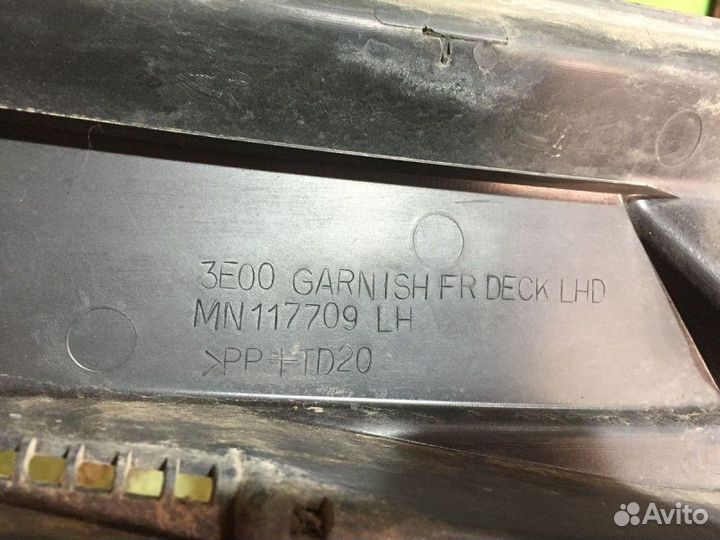 3E00 GARNISH FR DECK LHD
MN117709 LH
>PP+TD20
Avito